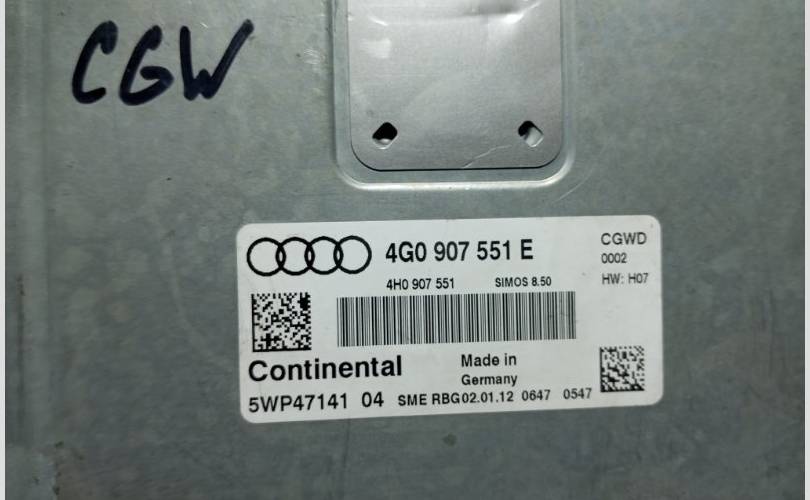 CGW
4G0 907 551 E
CGWD
0002
4H0 907 551 SIMOS 8.50
HW: H07
Continental
Made in
Germany
5WP47141 04 SME RBG02.01.12 0647 0547